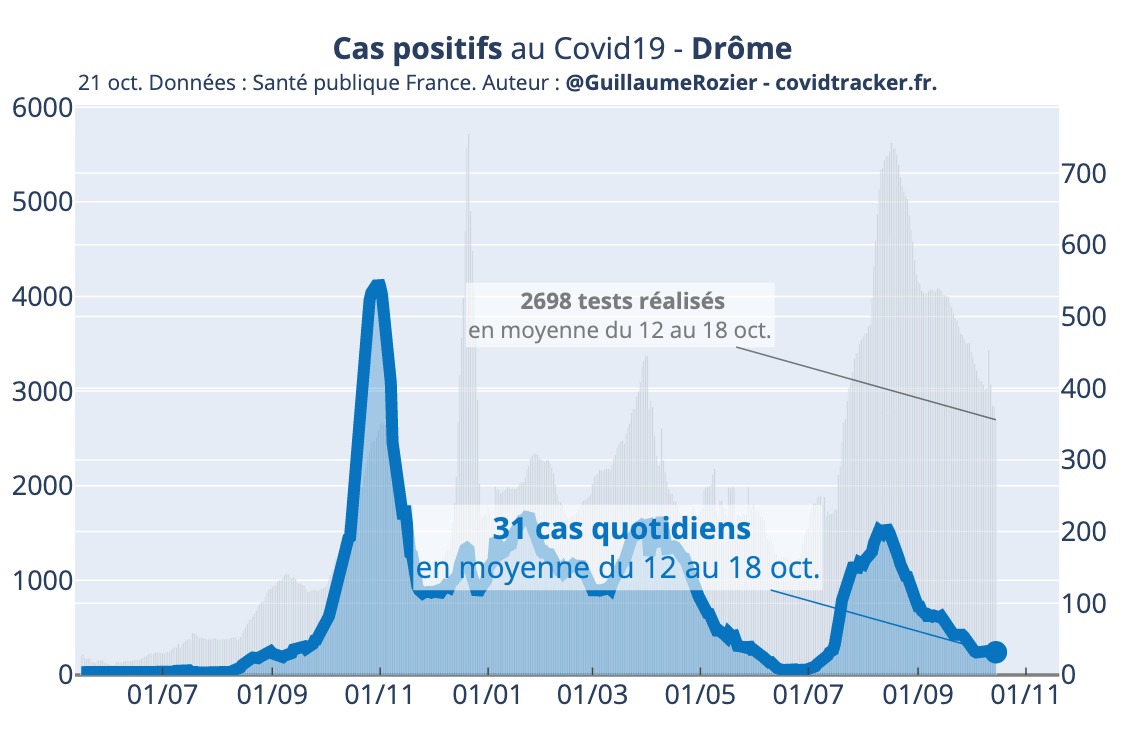 Cas positifs au Covid19 - Drôme
21 oct. Données : Santé publique France. Auteur : @GuillaumeRozier - covidtracker.fr.
6000
5000
4000
3000
2000
1000
0
700
600
500
400
300
200
100
0
2698 tests réalisés
en moyenne du 12 au 18 oct.
31 cas quotidiens
en moyenne du 12 au 18 oct.
01/07 01/09 01/11 01/01 01/03 01/05 01/07 01/09 01/11